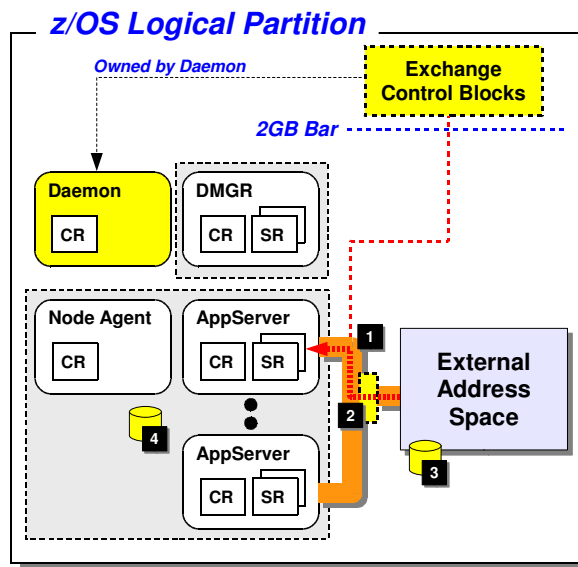 z/OS Logical Partition
Owned by Daemon
Exchange
Control Blocks
2GB Bar
Daemon
CR
DMGR
CR
SR
Node Agent
CR
AppServer
CR
SR
1
2
External
Address
Space
3
4
AppServer
CR
SR